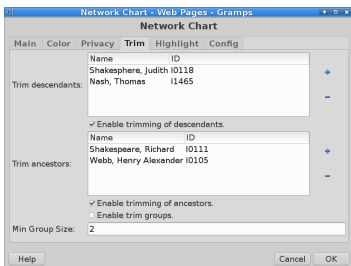 Network Chart - Web Pages - Gramps
Network Chart
Main Color Privacy Trim Highlight Config
Name ID
Shakesphere, Judith I0118
Nash, Thomas I1465
Trim descendants:
Enable trimming of descendants.
Name ID
Shakespeare, Richard I0111
Webb, Henry Alexander I0105
Trim ancestors:
Enable trimming of ancestors.
Enable trim groups.
Min Group Size: 2
Help Cancel OK